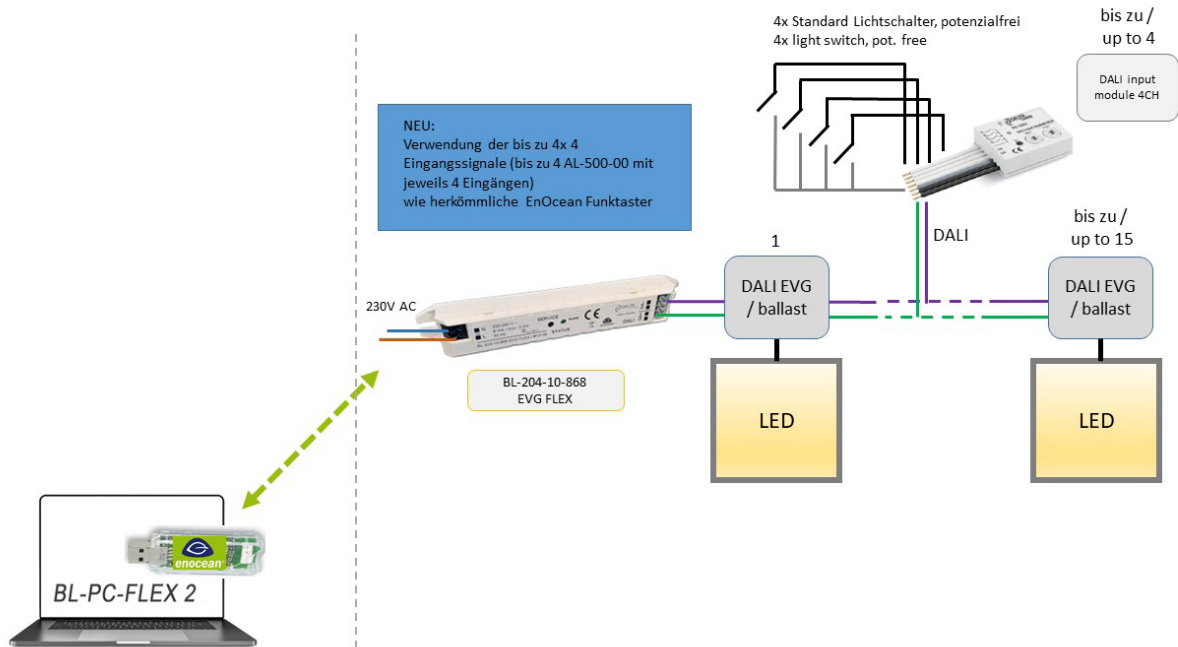 4x Standard Lichtschalter, potenzialfrei
4x light switch, pot. free
bis zu /
up to 4
DALI input
module 4CH
NEU:
Verwendung der bis zu 4x 4
Eingangssignale (bis zu 4 AL-500-00 mit
jeweils 4 Eingängen)
wie herkömmliche EnOcean Funktaster
DALI
1
bis zu /
up to 15
DALI EVG
/ ballast
DALI EVG
/ ballast
230V AC
N
L
SERVICE
STATUS
DALI
BL-204-10-868
EVG FLEX
LED
LED
enocean
BL-PC-FLEX 2